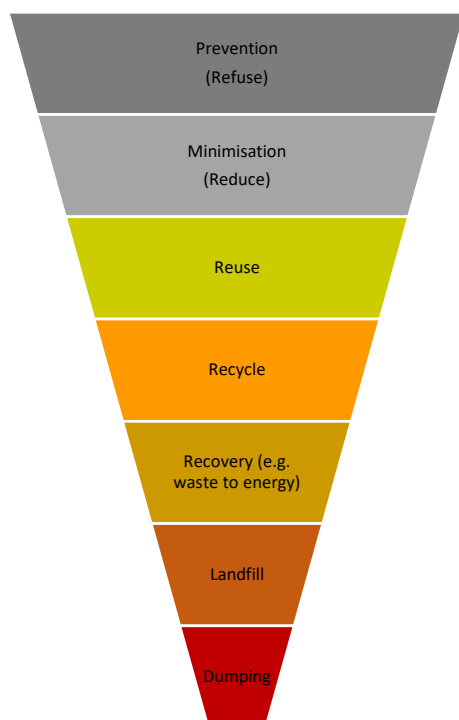 Prevention
(Refuse)
Minimisation
(Reduce)
Reuse
Recycle
Recovery (e.g.
waste to energy)
Landfill
Dumping